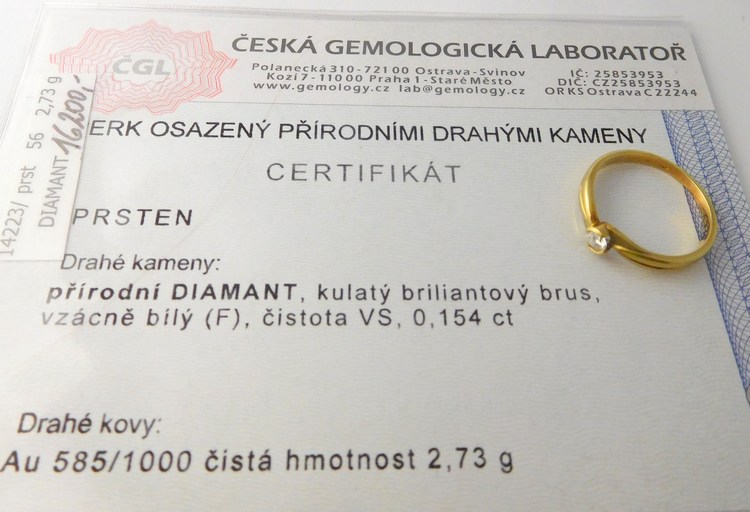 ČGL
ČESKÁ GEMOLOGICKÁ LABORATOŘ
Polanecká 310-721 00 Ostrava-Svinov
Kozí 7 - 11000 Praha 1 - Staré Město
www.gemology.cz lab@gemology.cz
IČ: 25853953
DIČ: CZ25853953
OR KS Ostrava C 22244
14223/ prst 56 2,73 g
DIAMANT 16200,-
ERK OSAZENÝ PŘÍRODNÍMI DRAHÝMI KAMENY
CERTIFIKÁT
PRSTEN
Drahé kameny:
přírodní DIAMANT, kulatý briliantový brus,
vzácně bílý (F), čistota VS, 0,154 ct
Drahé kovy:
Au 585/1000 čistá hmotnost 2,73 g